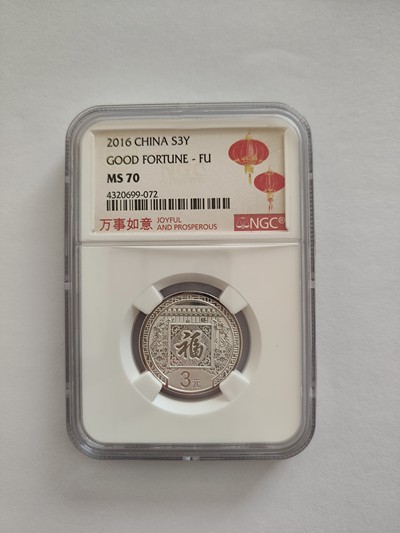 2016 CHINA S3Y
GOOD FORTUNE - FU
MS 70
4320699-072
万事如意 JOYFUL
AND PROSPEROUS
NGC®
福
3元